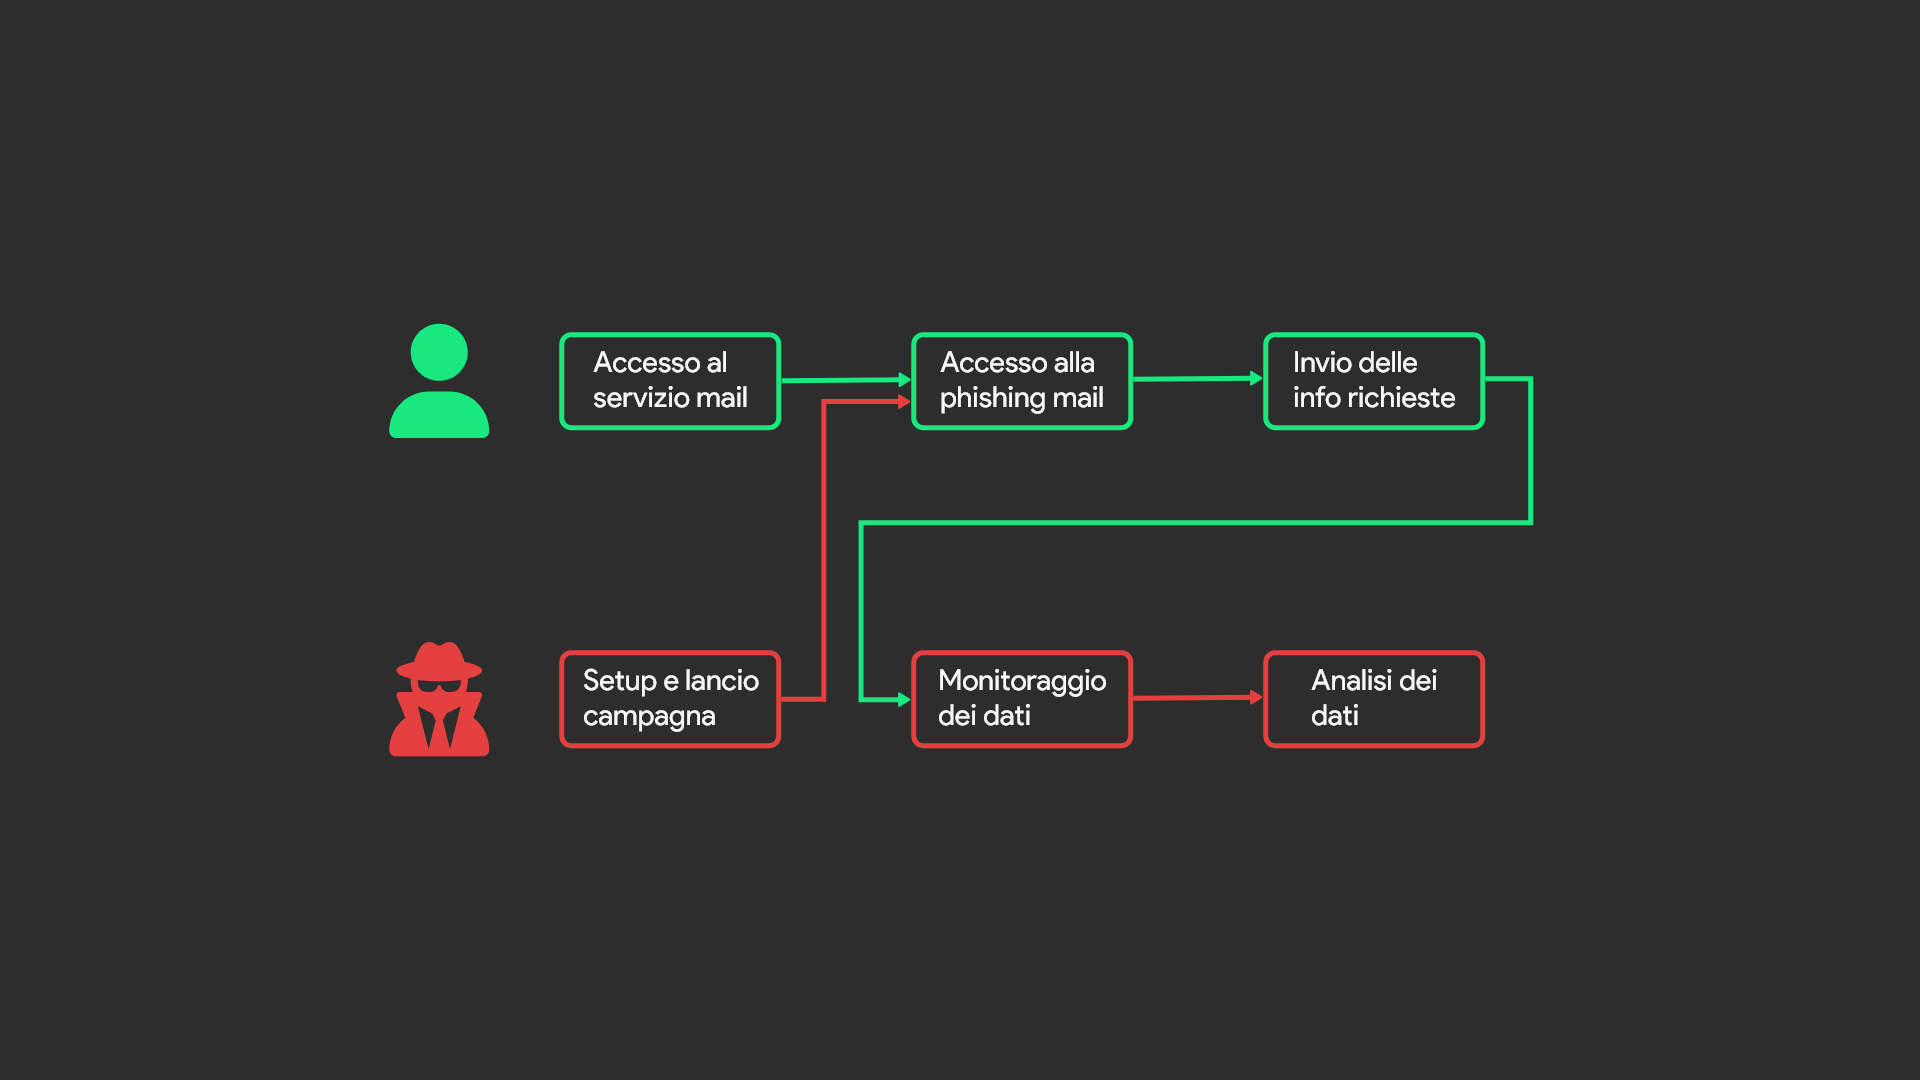 Accesso al
servizio mail
Accesso alla
phishing mail
Invio delle
info richieste
Setup e lancio
campagna
Monitoraggio
dei dati
Analisi dei
dati